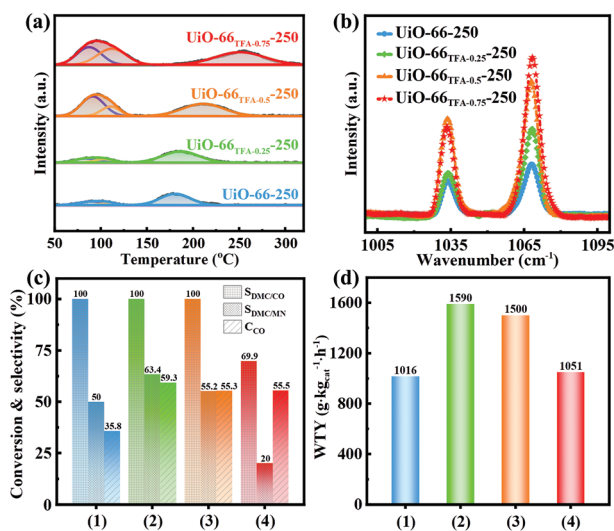 (a)
UiO-66TFA-0.75-250
UiO-66TFA-0.5-250
UiO-66TFA-0.25-250
UiO-66-250
Intensity (a.u.)
50 100 150 200 250 300
Temperature (°C)
(b)
UiO-66-250
UiO-66TFA-0.25-250
UiO-66TFA-0.5-250
UiO-66TFA-0.75-250
Intensity (a.u.)
1005 1035 1065 1095
Wavenumber (cm-1)
(c)
SDMC/CO
SDMC/MN
CCO
Conversion & selectivity (%)
100
75
50
25
0
100 50 35.8
100 63.4 59.3
100 55.2 55.3
69.9 20 55.5
(1) (2) (3) (4)
(d)
WTY (g·kgcat-1·h-1)
1600
1200
800
400
0
1016 1590 1500 1051
(1) (2) (3) (4)